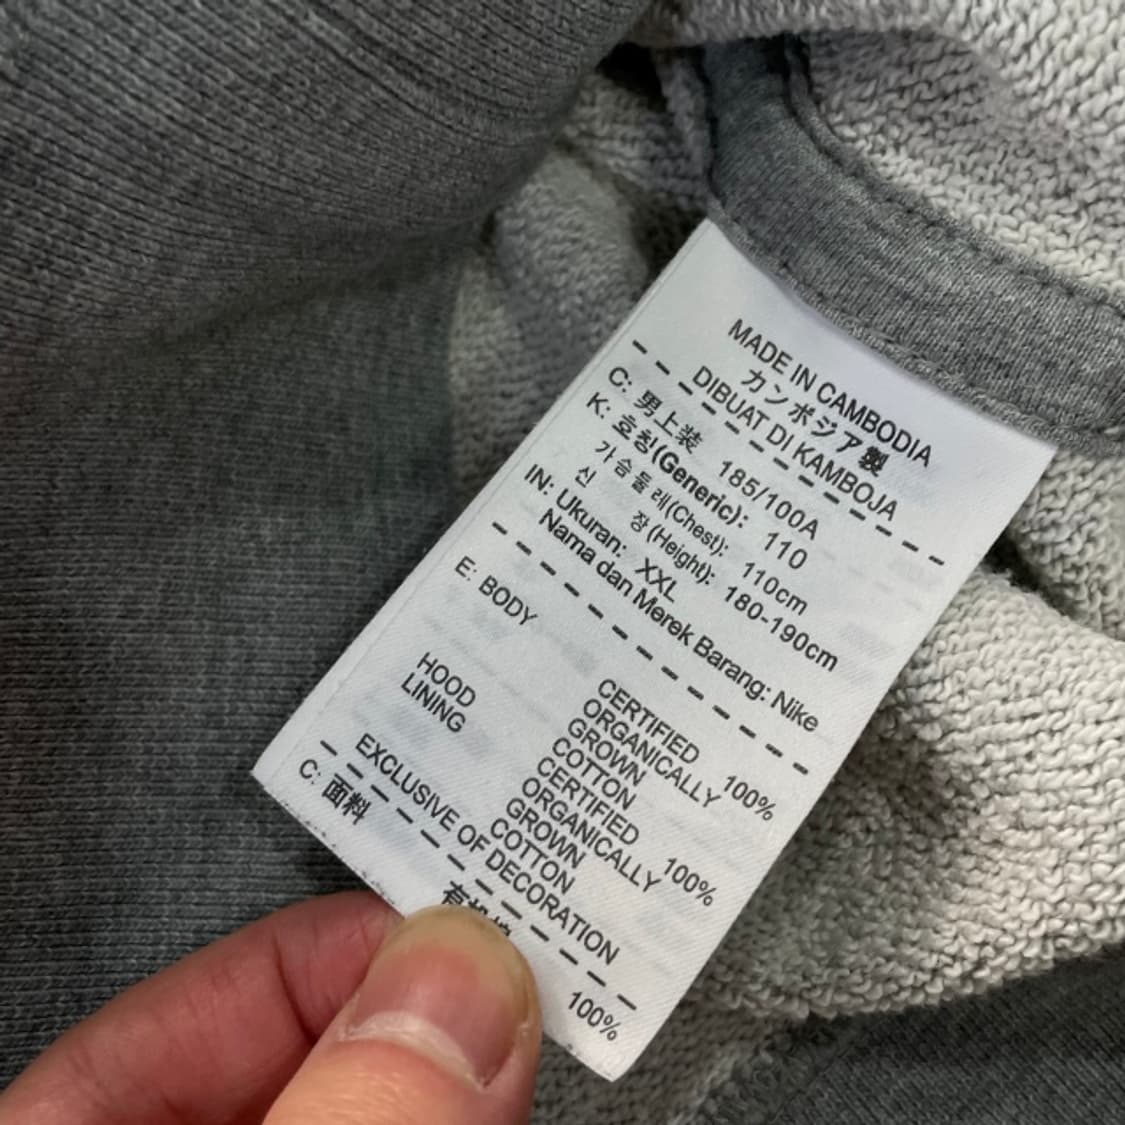 MADE IN CAMBODIA
カンボジア製
DIBUAT DI KAMBOJA
C: 男上装 185/100A
K: 호칭(Generic): 110
가슴둘레(Chest): 110cm
신장(Height): 180-190cm
IN: Ukuran: XXL
Nama dan Merek Barang: Nike
E: BODY
CERTIFIED
ORGANICALLY 100%
GROWN
COTTON
HOOD
LINING
CERTIFIED
ORGANICALLY 100%
GROWN
COTTON
EXCLUSIVE OF DECORATION
C: 面料
100%